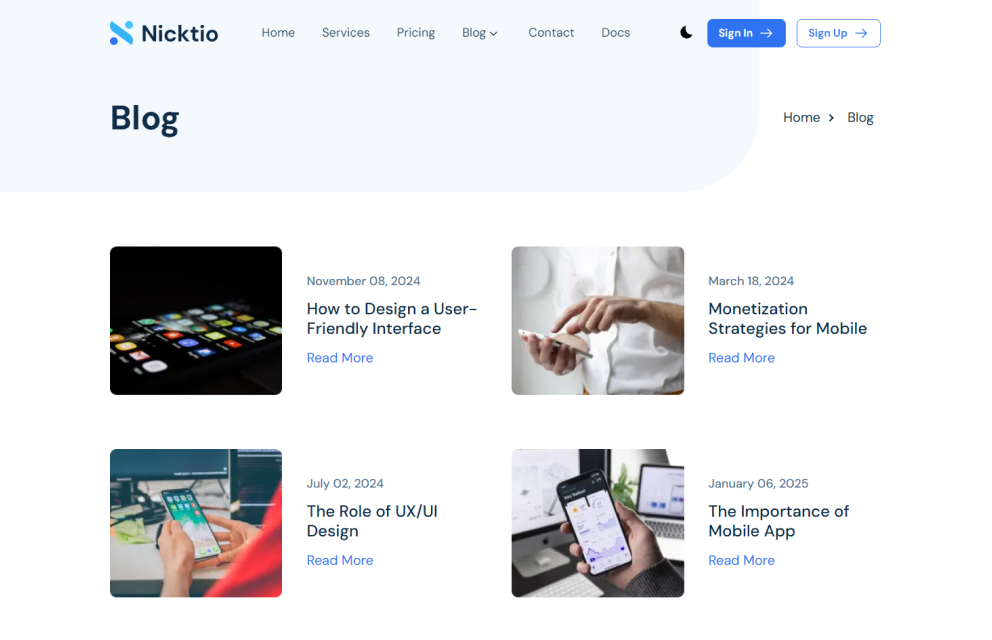 Nicktio
Home Services Pricing Blog Contact Docs Sign In Sign Up
Blog
Home Blog
November 08, 2024
How to Design a User-
Friendly Interface
Read More
March 18, 2024
Monetization
Strategies for Mobile
Read More
July 02, 2024
The Role of UX/UI
Design
Read More
January 06, 2025
The Importance of
Mobile App
Read More